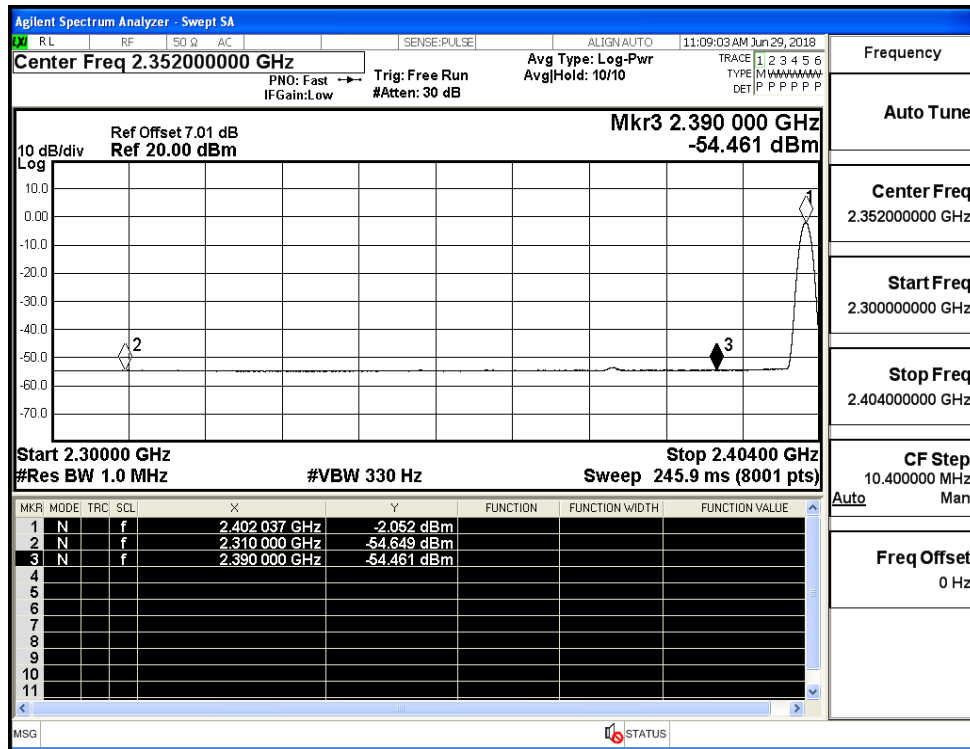 Agilent Spectrum Analyzer - Swept SA
LXI RL RF 50 Ω AC SENSE:PULSE ALIGN AUTO 11:09:03 AM Jun 29, 2018
Center Freq 2.352000000 GHz
PNO: Fast
IFGain:Low
Trig: Free Run
#Atten: 30 dB
Avg Type: Log-Pwr
Avg|Hold: 10/10
TRACE 1 2 3 4 5 6
TYPE M W W W W W
DET P P P P P P
Mkr3 2.390 000 GHz
-54.461 dBm
Ref Offset 7.01 dB
10 dB/div Ref 20.00 dBm
Log
10.0
0.00
-10.0
-20.0
-30.0
-40.0
-50.0
-60.0
-70.0
1
2
3
Start 2.30000 GHz Stop 2.40400 GHz
#Res BW 1.0 MHz #VBW 330 Hz Sweep 245.9 ms (8001 pts)
MKR MODE TRC SCL X Y FUNCTION FUNCTION WIDTH FUNCTION VALUE
1 N f 2.402 037 GHz -2.052 dBm
2 N f 2.310 000 GHz -54.649 dBm
3 N f 2.390 000 GHz -54.461 dBm
4
5
6
7
8
9
10
11
MSG STATUS
Frequency
Auto Tune
Center Freq
2.352000000 GHz
Start Freq
2.300000000 GHz
Stop Freq
2.404000000 GHz
CF Step
10.400000 MHz
Auto Man
Freq Offset
0 Hz